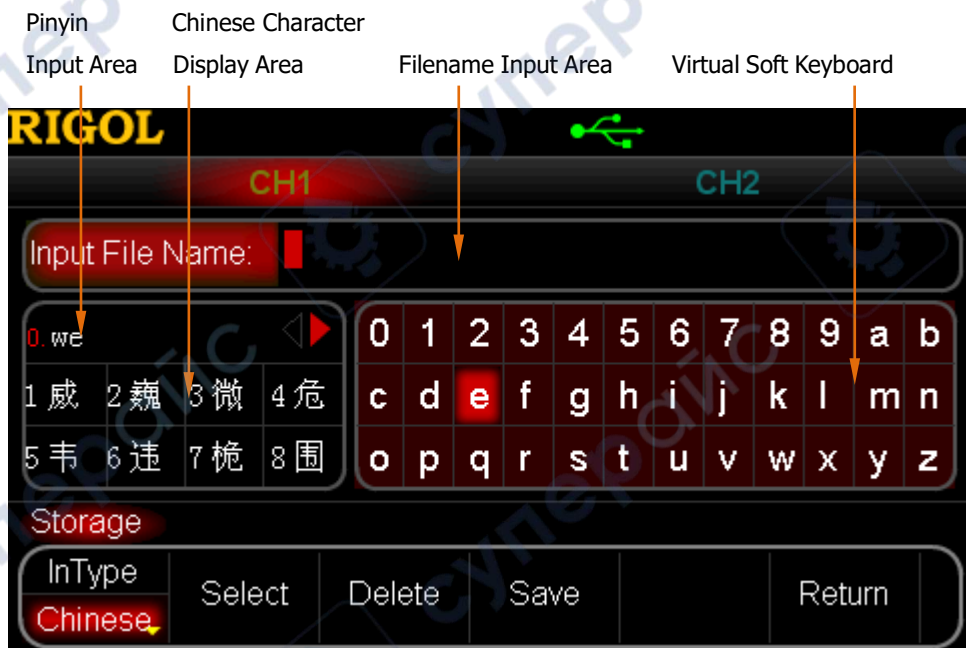 Pinyin
Input Area
Chinese Character
Display Area
Filename Input Area
Virtual Soft Keyboard
RIGOL
CH1
CH2
Input File Name:
0. we
1 威 2 巍 3 微 4 危
5 韦 6 违 7 桅 8 围
0 1 2 3 4 5 6 7 8 9 a b
c d e f g h i j k l m n
o p q r s t u v w x y z
Storage
InType
Chinese
Select
Delete
Save
Return
суперайс